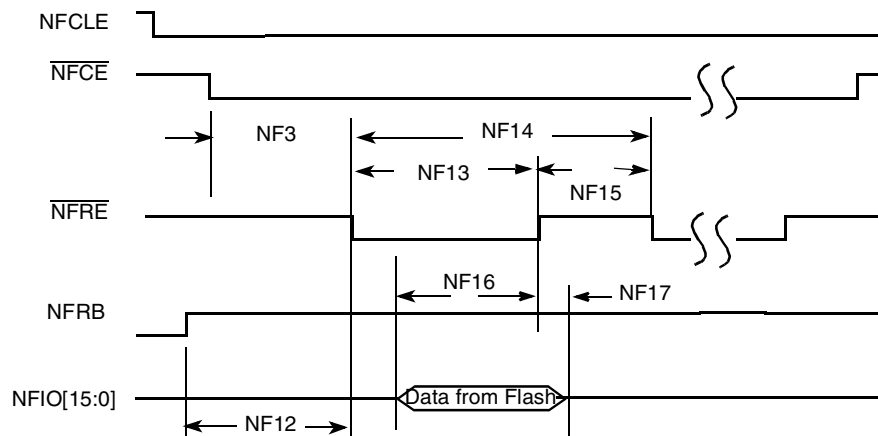 NFCLE
NFCE
NF3
NF14
NF13
NF15
NFRE
NF16
NF17
NFRB
NFIO[15:0]
Data from Flash
NF12